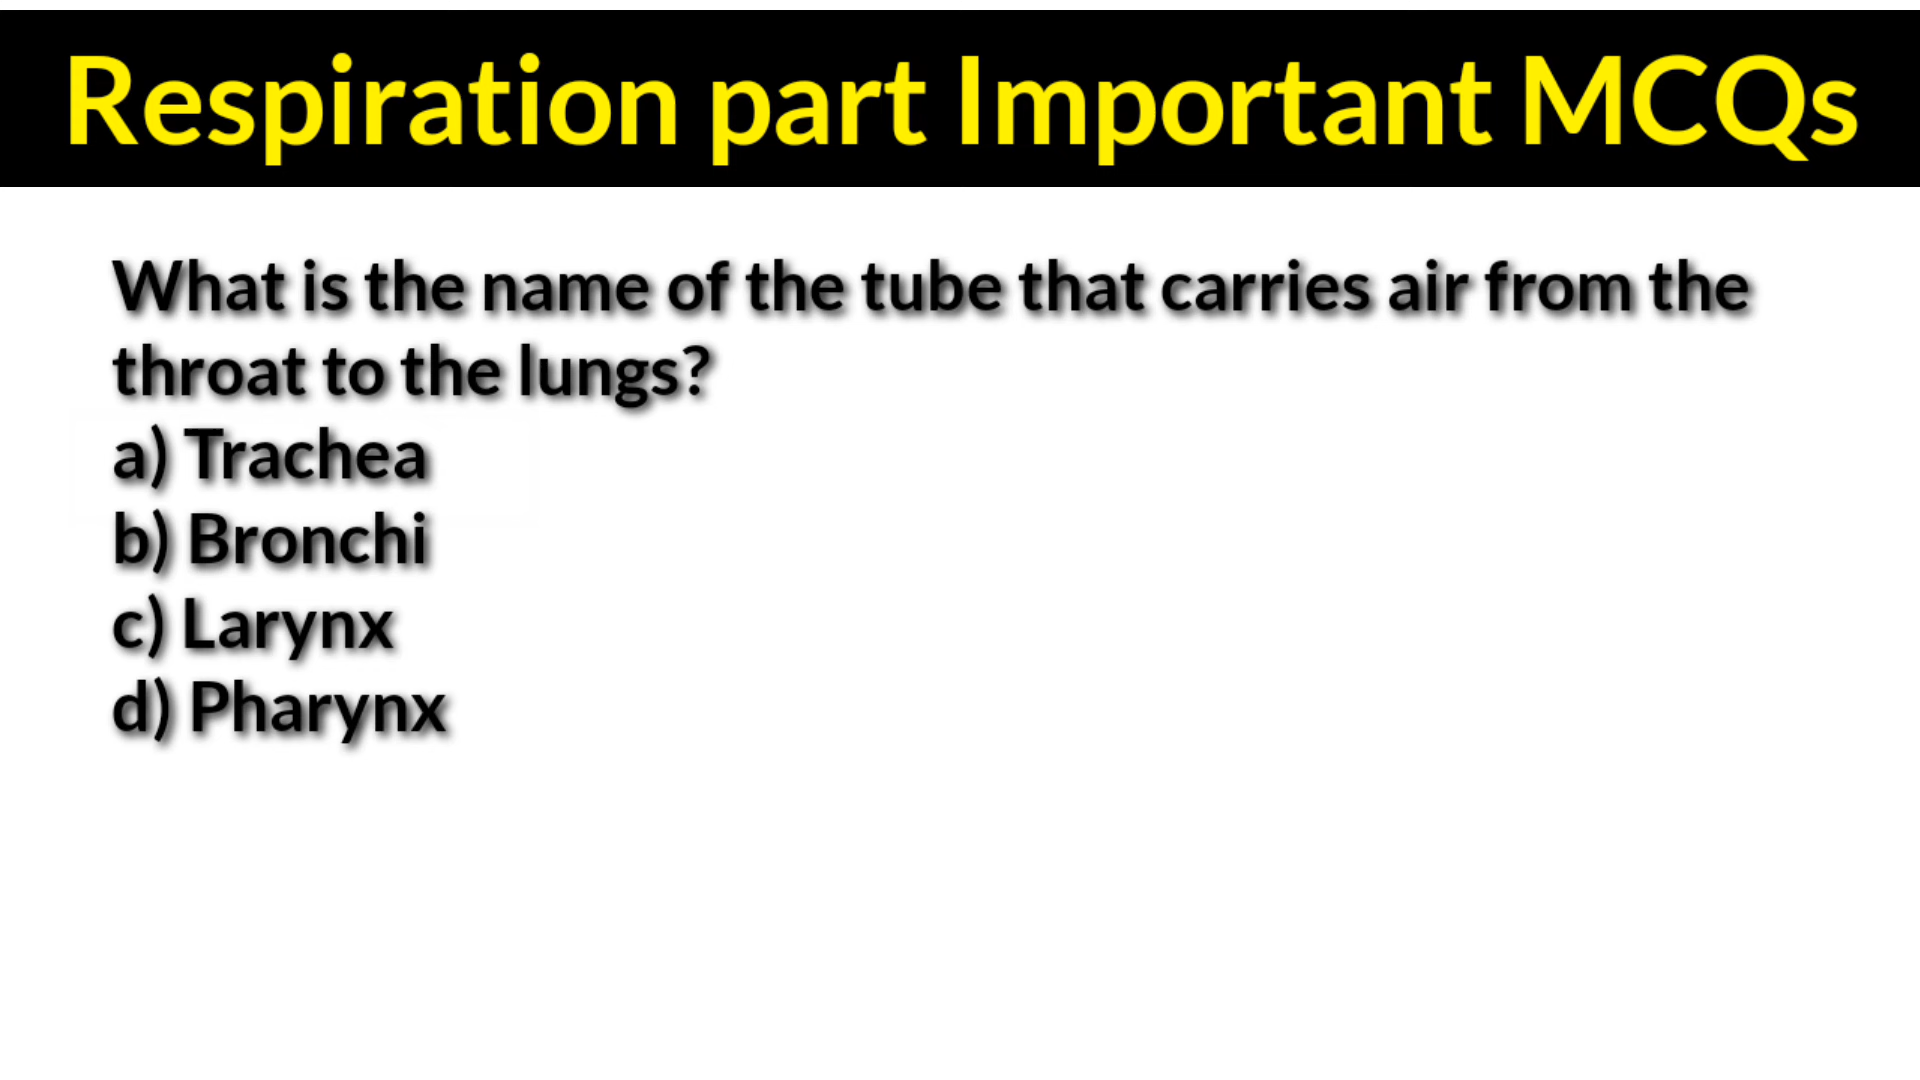 Respiration part Important MCQs
What is the name of the tube that carries air from the
throat to the lungs?
a) Trachea
b) Bronchi
c) Larynx
d) Pharynx